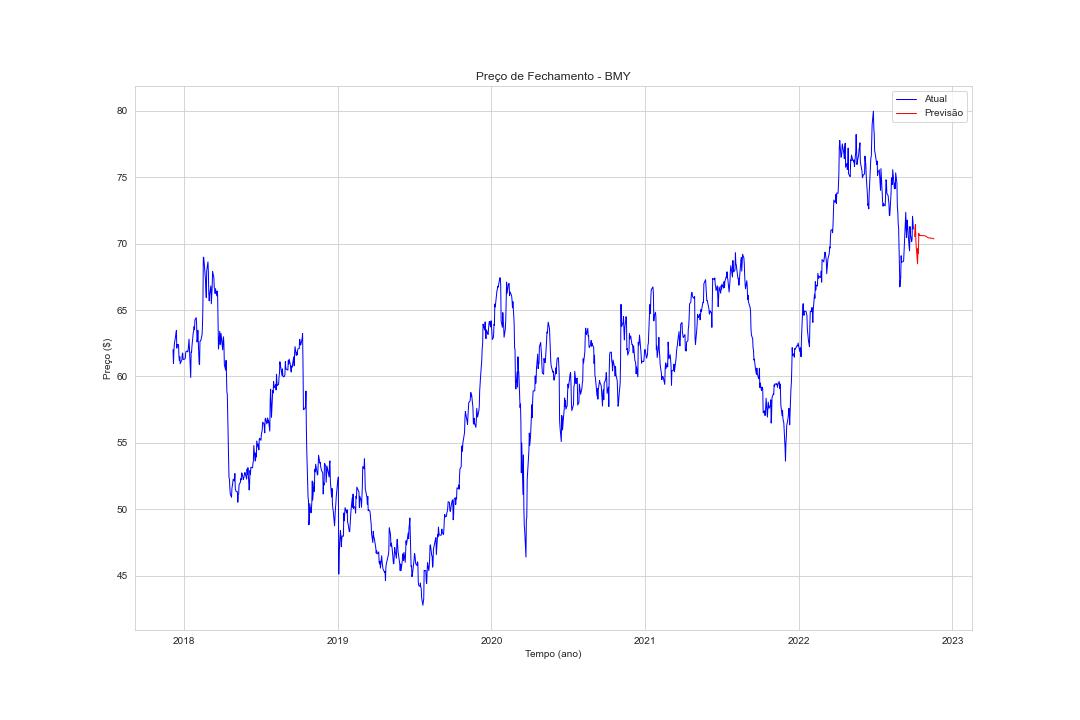 Preço de Fechamento - BMY
Atual
Previsão
80
75
70
65
60
55
50
45
Preço ($)
2018 2019 2020 2021 2022 2023
Tempo (ano)